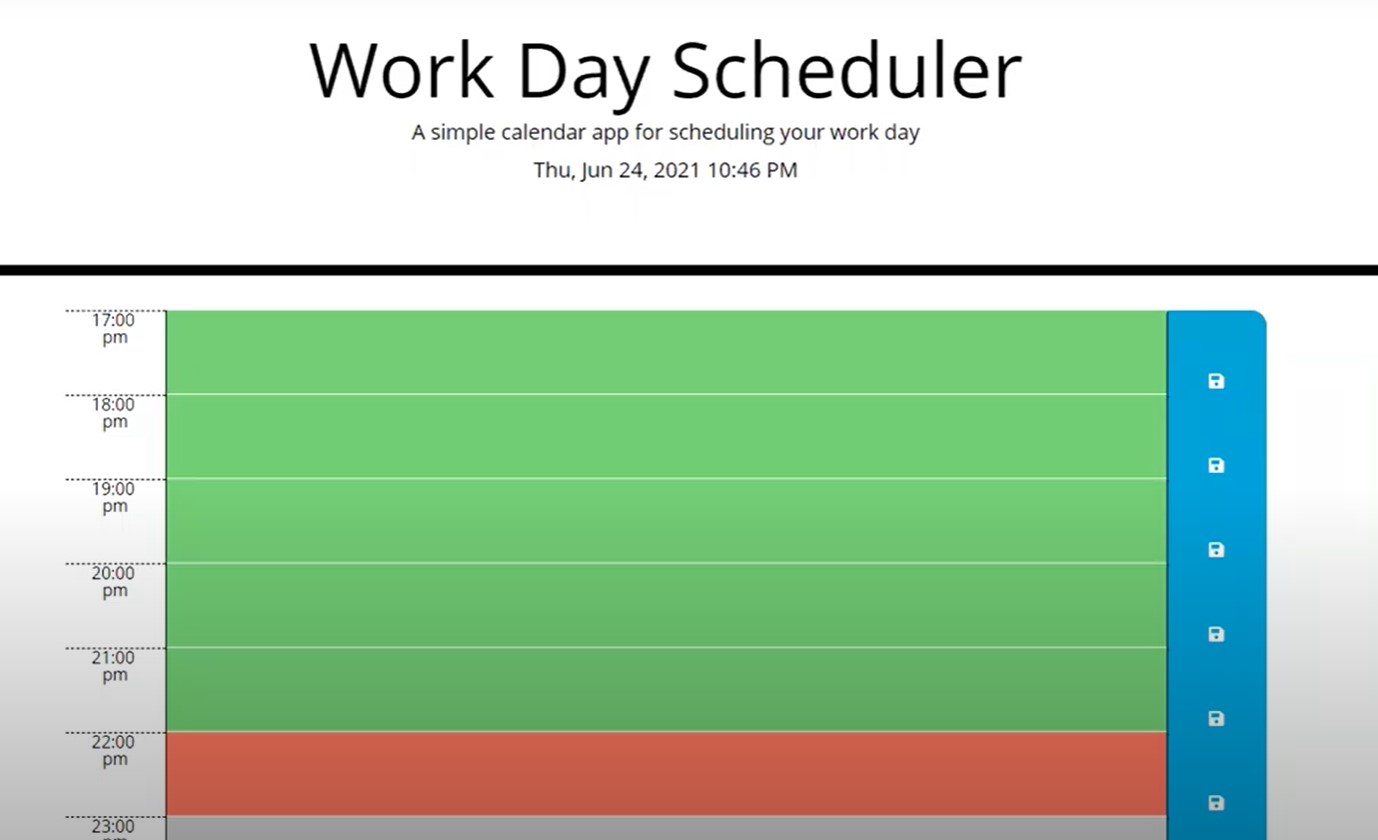 Work Day Scheduler
A simple calendar app for scheduling your work day
Thu, Jun 24, 2021 10:46 PM
17:00
pm
18:00
pm
19:00
pm
20:00
pm
21:00
pm
22:00
pm
23:00